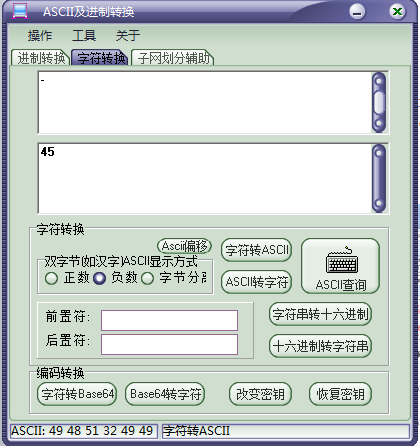 ASCII及进制转换
操作 工具 关于
进制转换 字符转换 子网划分辅助
-
45
字符转换
Ascii偏移
双字节(如汉字)ASCII显示方式
正数 负数 字节分离
字符转ASCII
ASCII转字符
ASCII查询
前置符:
后置符:
字符串转十六进制
十六进制转字符串
编码转换
字符转Base64 Base64转字符 改变密钥 恢复密钥
ASCII: 49 48 51 32 49 49 字符转ASCII